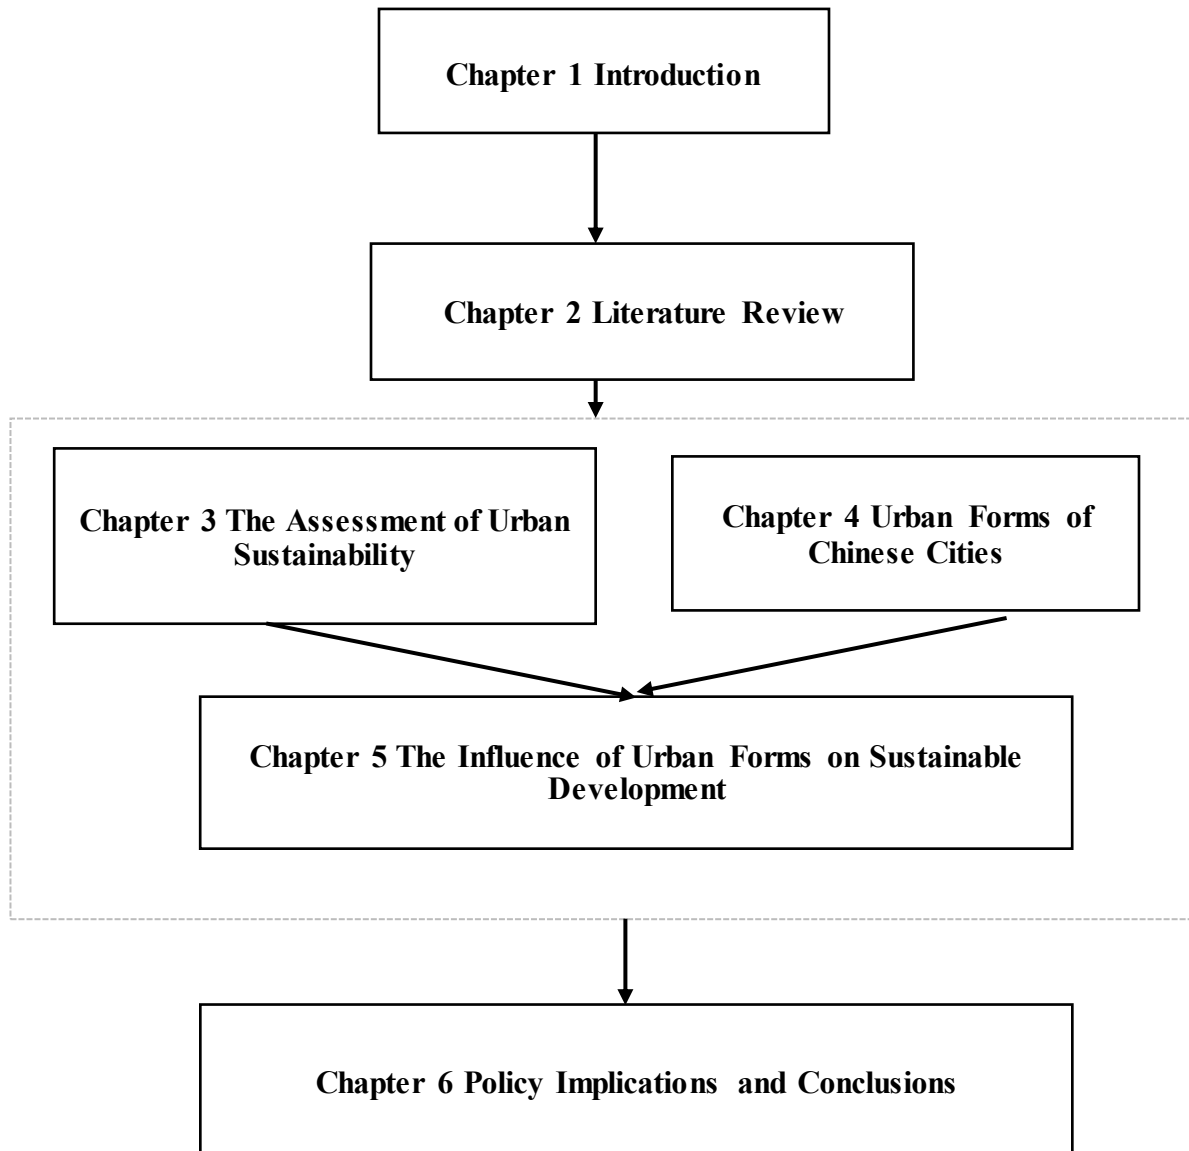 Chapter 1 Introduction
Chapter 2 Literature Review
Chapter 3 The Assessment of Urban
Sustainability
Chapter 4 Urban Forms of
Chinese Cities
Chapter 5 The Influence of Urban Forms on Sustainable
Development
Chapter 6 Policy Implications and Conclusions